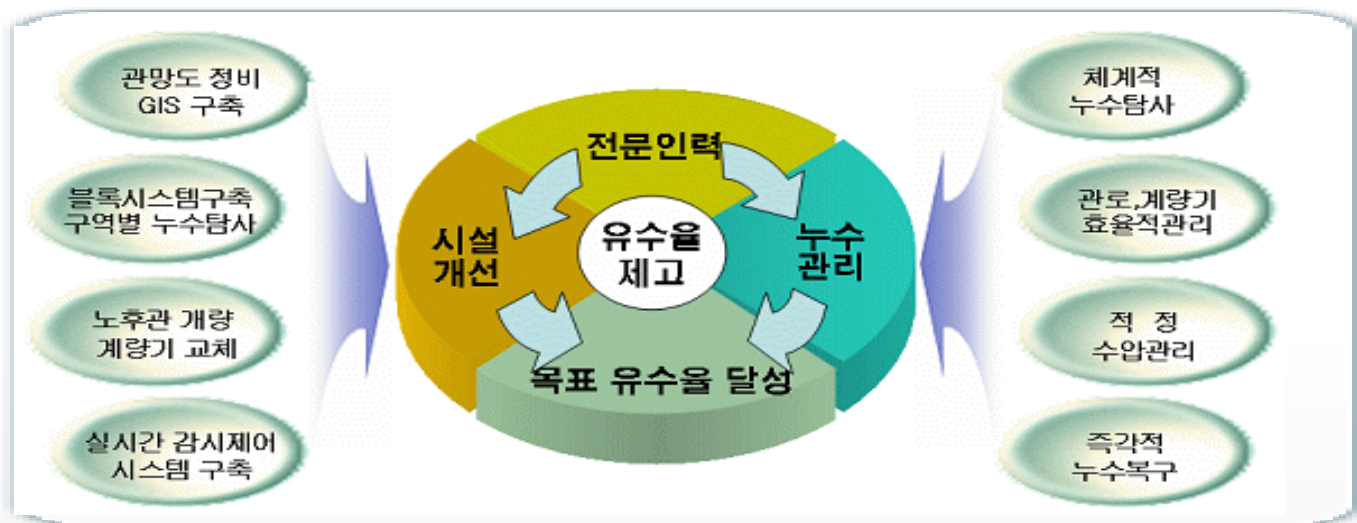 관망도 정비
GIS 구축
블록시스템구축
구역별 누수탐사
노후관 개량
계량기 교체
실시간 감시제어
시스템 구축
전문인력
시설
개선
유수율
제고
누수
관리
목표 유수율 달성
체계적
누수탐사
관로,계량기
효율적관리
적 정
수압관리
즉각적
누수복구